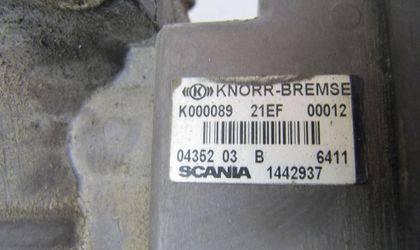 KNORR-BREMSE
K000089 21EF 00012
04352 03 B 6411
SCANIA 1442937